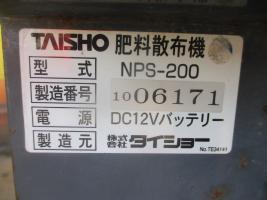 TAISHO 肥料散布機
型式 NPS-200
製造番号 1006171
電源 DC12Vバッテリー
製造元 株式会社 タイショー
No.TE34141